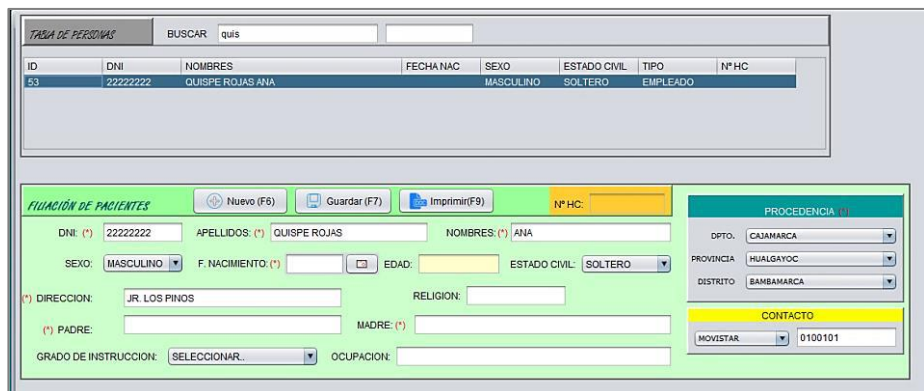 TABLA DE PERSONAS BUSCAR quis
ID DNI NOMBRES FECHA NAC SEXO ESTADO CIVIL TIPO Nº HC
53 22222222 QUISPE ROJAS ANA MASCULINO SOLTERO EMPLEADO
FILIACIÓN DE PACIENTES Nuevo (F6) Guardar (F7) Imprimir(F9) Nº HC:
DNI: (*) 22222222 APELLIDOS: (*) QUISPE ROJAS NOMBRES: (*) ANA
SEXO: MASCULINO F. NACIMIENTO: (*) EDAD: ESTADO CIVIL: SOLTERO
(*) DIRECCION: JR. LOS PINOS RELIGION:
(*) PADRE: MADRE: (*)
GRADO DE INSTRUCCION: SELECCIONAR.. OCUPACION:
PROCEDENCIA (*)
DPTO. CAJAMARCA
PROVINCIA HUALGAYOC
DISTRITO BAMBAMARCA
CONTACTO
MOVISTAR 0100101